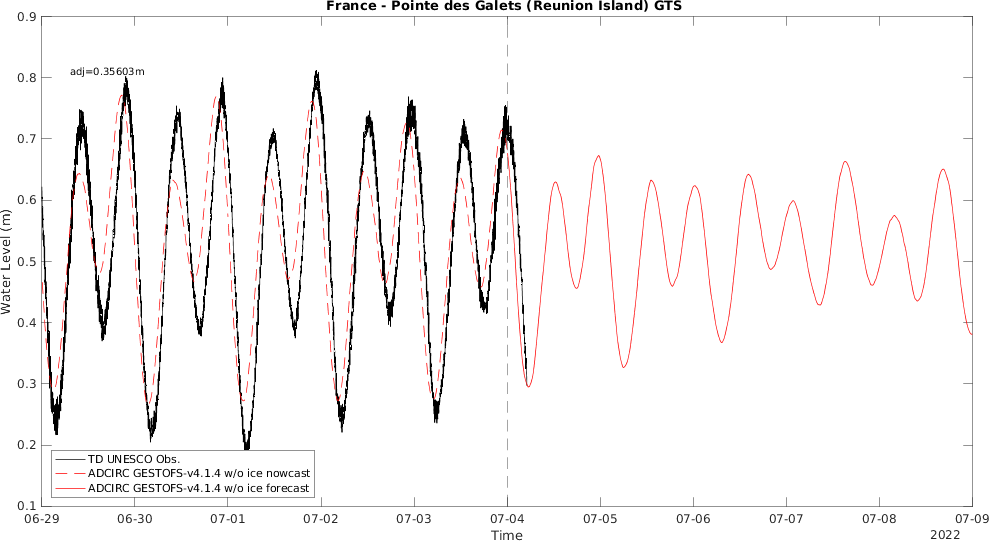 France - Pointe des Galets (Reunion Island) GTS
0.9
0.8
0.7
0.6
0.5
0.4
0.3
0.2
0.1
Water Level (m)
adj=0.35603m
TD UNESCO Obs.
ADCIRC GESTOFS-v4.1.4 w/o ice nowcast
ADCIRC GESTOFS-v4.1.4 w/o ice forecast
06-29 06-30 07-01 07-02 07-03 07-04 07-05 07-06 07-07 07-08 07-09
Time
2022